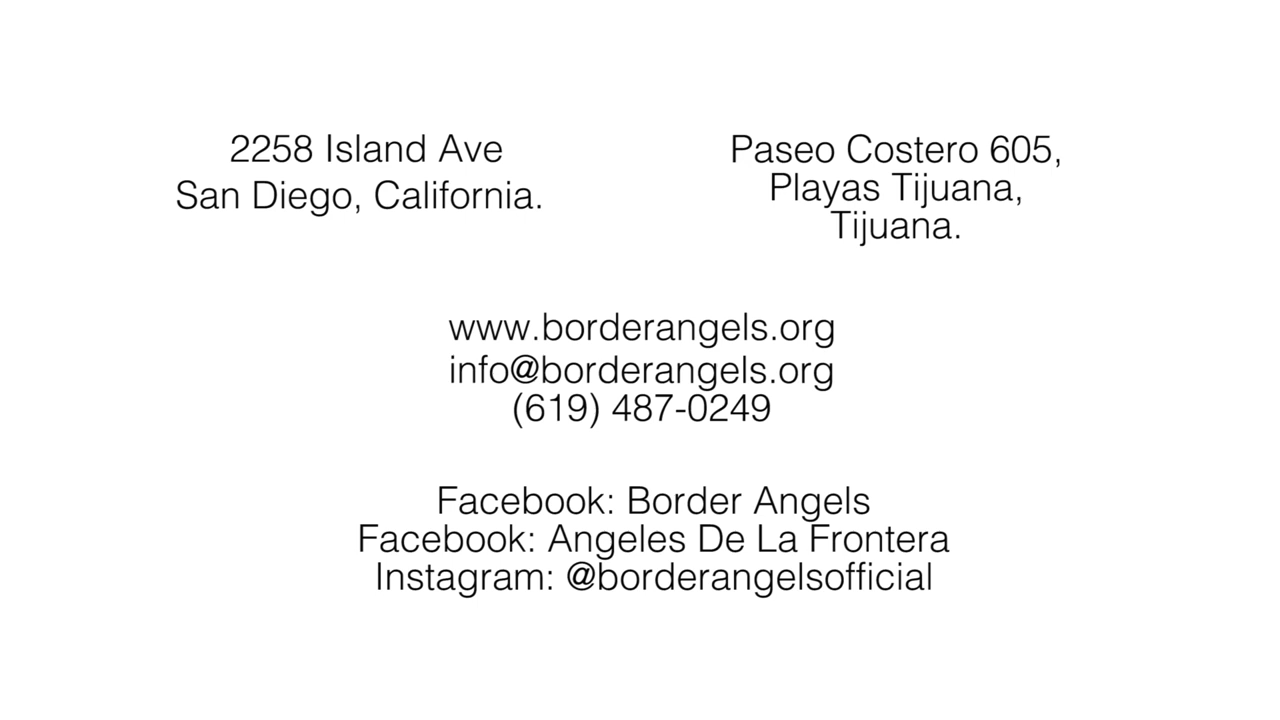 2258 Island Ave
San Diego, California.
Paseo Costero 605,
Playas Tijuana,
Tijuana.
www.borderangels.org
info@borderangels.org
(619) 487-0249
Facebook: Border Angels
Facebook: Angeles De La Frontera
Instagram: @borderangelsofficial